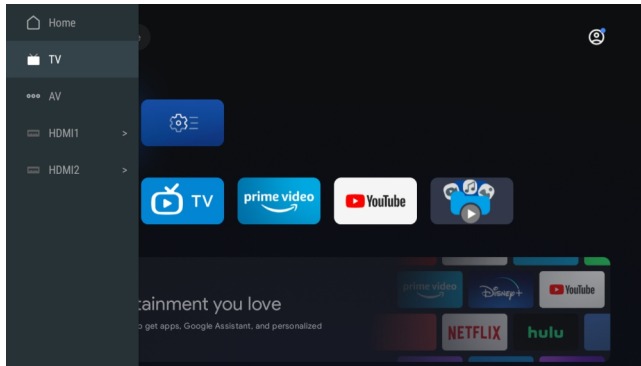 Home
TV
AV
HDMI1 >
HDMI2 >
TV
prime video
YouTube
tainment you love
get apps, Google Assistant, and personalized
prime video
Disney+
YouTube
NETFLIX
hulu